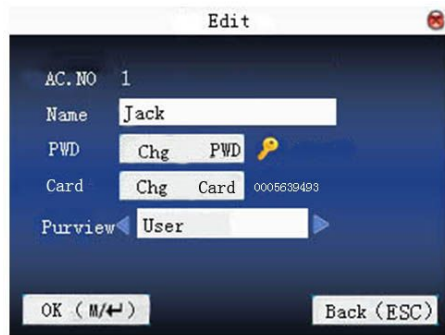 Edit
AC.NO 1
Name Jack
PWD Chg PWD
Card Chg Card 0005639493
Purview User
OK (M/↵) Back(ESC)